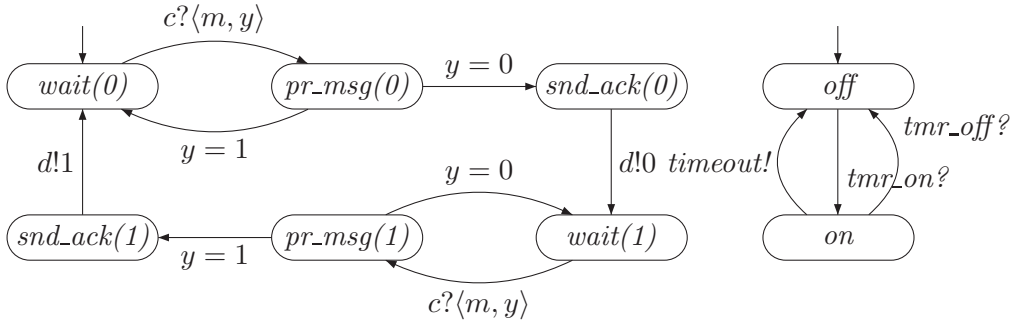 c?⟨m, y⟩
wait(0)
pr_msg(0)
y = 0
snd_ack(0)
off
y = 1
tmr_off?
d!1
y = 0
d!0
timeout!
tmr_on?
snd_ack(1)
y = 1
pr_msg(1)
wait(1)
on
c?⟨m, y⟩